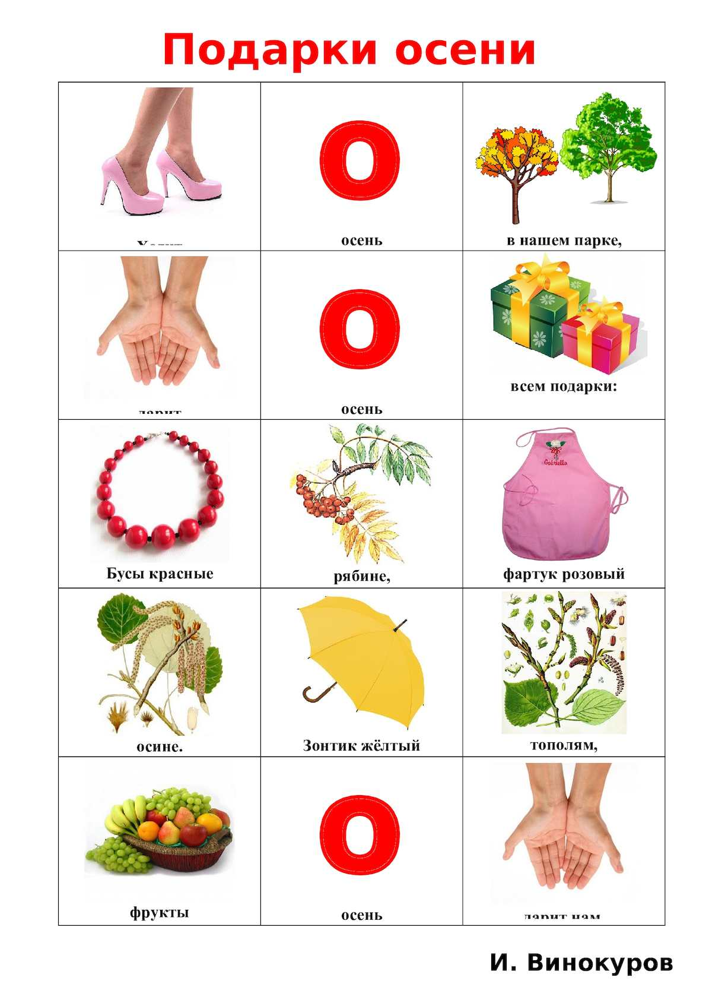 Подарки осени
О
осень
в нашем парке,
дарит
О
осень
всем подарки:
Бусы красные
рябине,
Gabriella
фартук розовый
осине.
Зонтик жёлтый
тополям,
фрукты
О
осень
дарит нам.
И. Винокуров